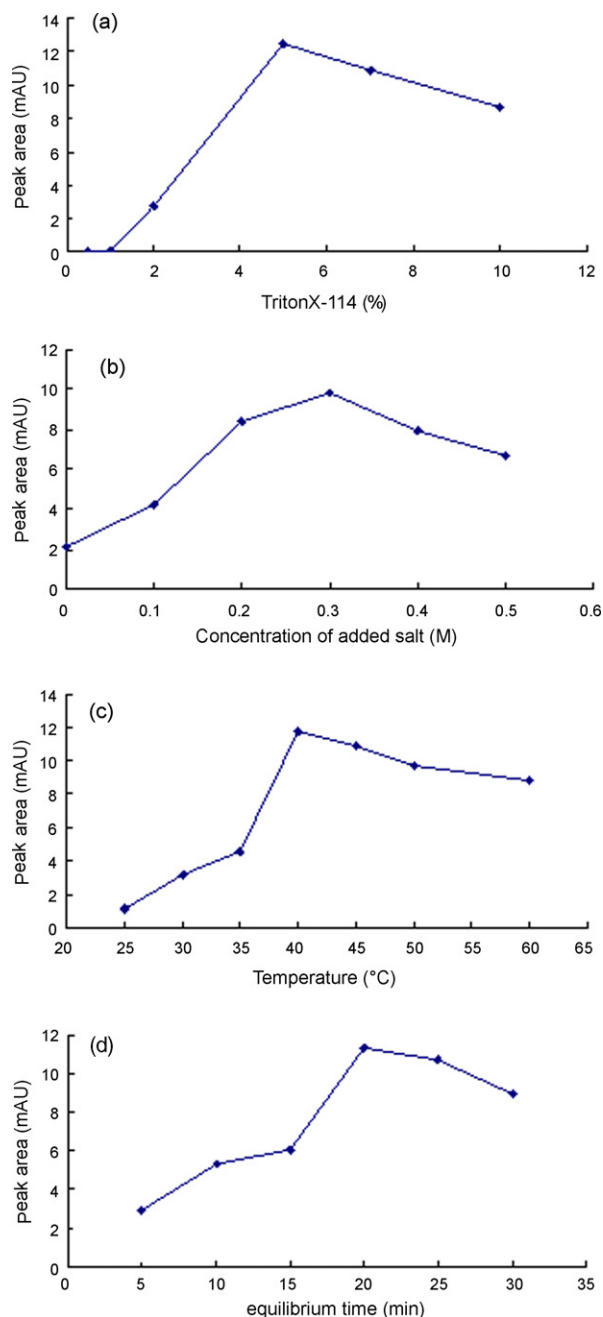 (a)
14
12
10
8
6
4
2
0
Peak area (mAU)
0 2 4 6 8 10 12
TritonX-114 (%)
(b)
12
10
8
6
4
2
0
Peak area (mAU)
0 0.1 0.2 0.3 0.4 0.5 0.6
Concentration of added salt (M)
(c)
14
12
10
8
6
4
2
0
Peak area (mAU)
20 25 30 35 40 45 50 55 60 65
Temperature (°C)
(d)
12
10
8
6
4
2
0
Peak area (mAU)
0 5 10 15 20 25 30 35
equilibrium time (min)